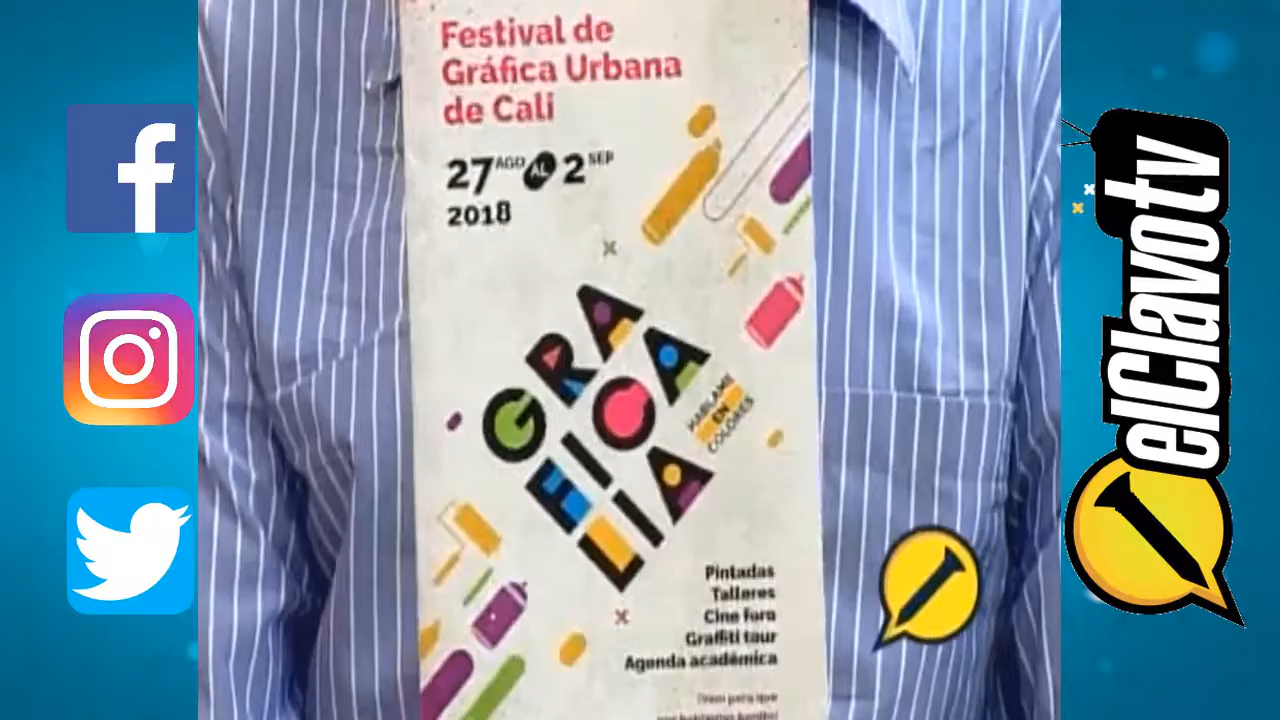 Festival de
Gráfica Urbana
de Cali
27 AGO AL 2 SEP
2018
GRA
FICA
LIA
HABLAME
EN
COLORES
Pintadas
Talleres
Cine foro
Graffiti tour
Agenda académica
elClavotv